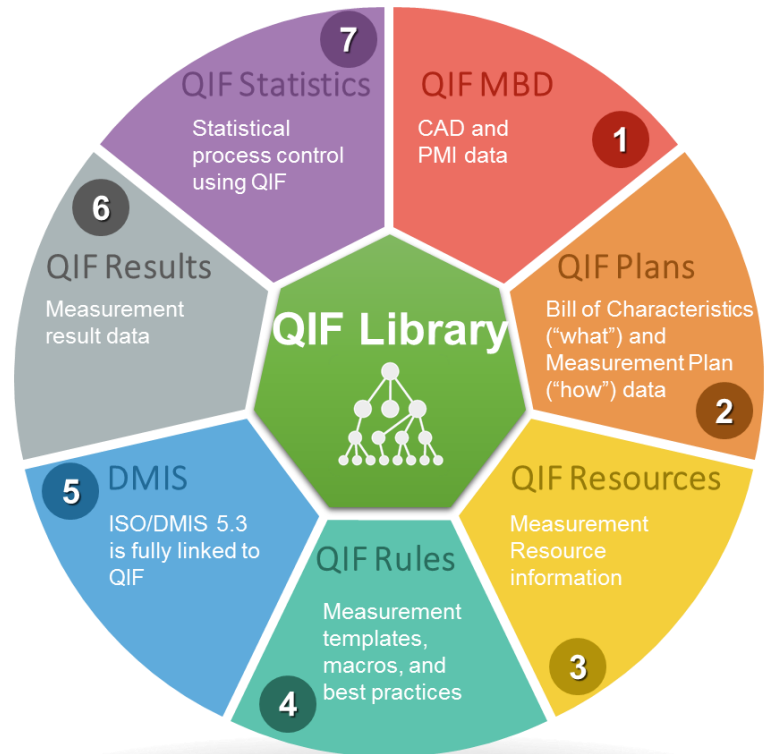 7
QIF Statistics
Statistical
process control
using QIF
QIF MBD
CAD and
PMI data
1
QIF Plans
Bill of Characteristics
(“what”) and
Measurement Plan
(“how”) data
2
QIF Resources
Measurement
Resource
information
3
QIF Rules
Measurement
templates,
macros, and
best practices
4
5
DMIS
ISO/DMIS 5.3
is fully linked to
QIF
6
QIF Results
Measurement
result data
QIF Library